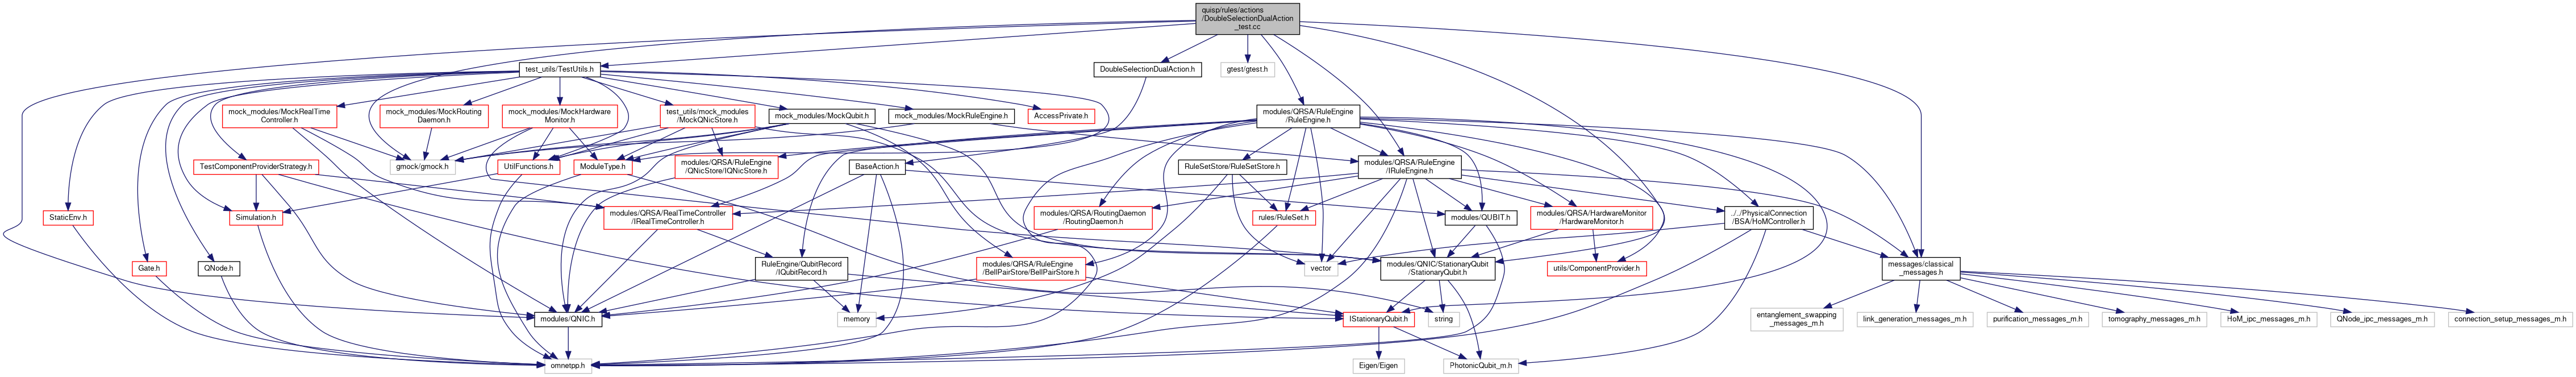 quisp/rules/actions
/DoubleSelectionDualAction
_test.cc
test_utils/TestUtils.h
DoubleSelectionDualAction.h
gtest/gtest.h
mock_modules/MockRealTime
Controller.h
mock_modules/MockRouting
Daemon.h
mock_modules/MockHardware
Monitor.h
test_utils/mock_modules
/MockQNicStore.h
mock_modules/MockQubit.h
mock_modules/MockRuleEngine.h
AccessPrivate.h
modules/QRSA/RuleEngine
/RuleEngine.h
TestComponentProviderStrategy.h
gmock/gmock.h
UtilFunctions.h
ModuleType.h
modules/QRSA/RuleEngine
/QNicStore/IQNicStore.h
BaseAction.h
RuleSetStore/RuleSetStore.h
modules/QRSA/RuleEngine
/IRuleEngine.h
StaticEnv.h
Simulation.h
modules/QRSA/RealTimeController
/IRealTimeController.h
modules/QRSA/RoutingDaemon
/RoutingDaemon.h
rules/RuleSet.h
modules/QUBIT.h
modules/QRSA/HardwareMonitor
/HardwareMonitor.h
../../PhysicalConnection
/BSA/HoMController.h
Gate.h
QNode.h
RuleEngine/QubitRecord
/IQubitRecord.h
modules/QRSA/RuleEngine
/BellPairStore/BellPairStore.h
vector
modules/QNIC/StationaryQubit
/StationaryQubit.h
utils/ComponentProvider.h
messages/classical
_messages.h
modules/QNIC.h
memory
IStationaryQubit.h
string
entanglement_swapping
_messages_m.h
link_generation_messages_m.h
purification_messages_m.h
tomography_messages_m.h
HoM_ipc_messages_m.h
QNode_ipc_messages_m.h
connection_setup_messages_m.h
omnetpp.h
Eigen/Eigen
PhotonicQubit_m.h